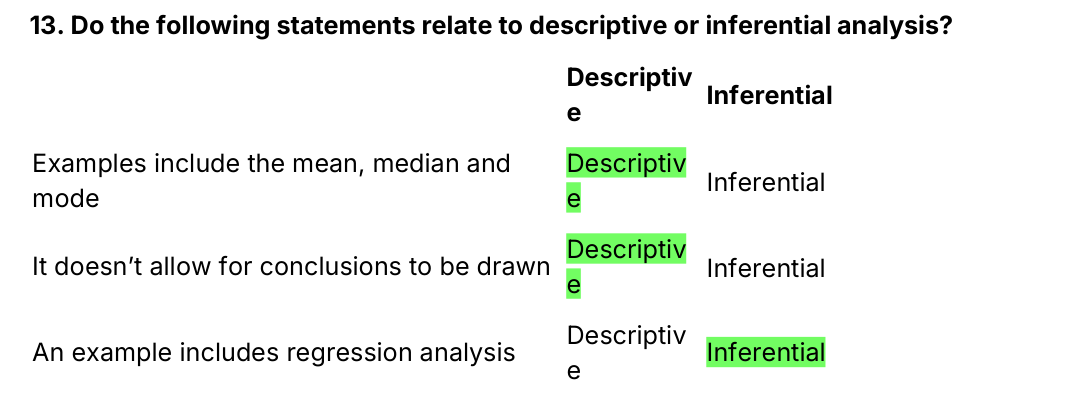 13. Do the following statements relate to descriptive or inferential analysis?
Descriptiv
e
Inferential
Examples include the mean, median and
mode
Descriptiv
e
Inferential
It doesn’t allow for conclusions to be drawn
Descriptiv
e
Inferential
An example includes regression analysis
Descriptiv
e
Inferential